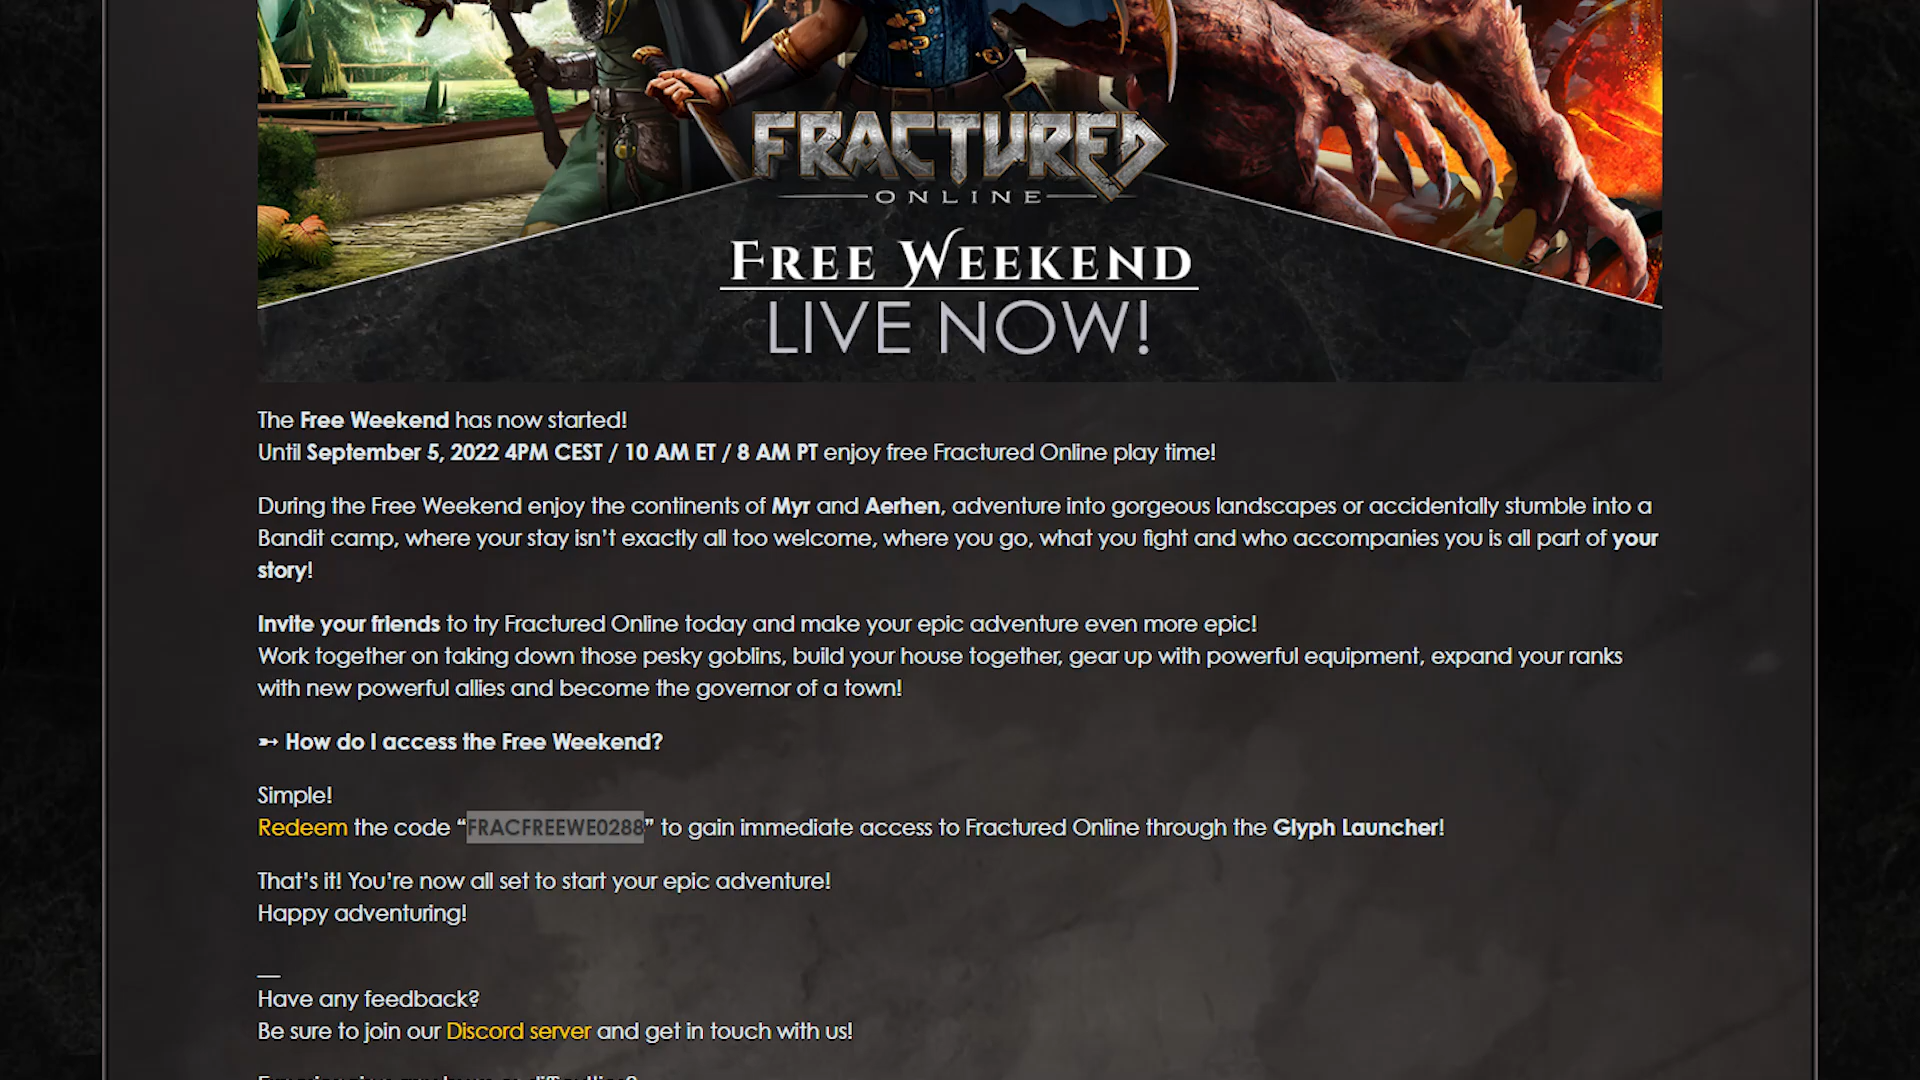 FRACTURED
ONLINE
FREE WEEKEND
LIVE NOW!
The Free Weekend has now started!
Until September 5, 2022 4PM CEST / 10 AM ET / 8 AM PT enjoy free Fractured Online play time!
During the Free Weekend enjoy the continents of Myr and Aerhen, adventure into gorgeous landscapes or accidentally stumble into a
Bandit camp, where your stay isn’t exactly all too welcome, where you go, what you fight and who accompanies you is all part of your
story!
Invite your friends to try Fractured Online today and make your epic adventure even more epic!
Work together on taking down those pesky goblins, build your house together, gear up with powerful equipment, expand your ranks
with new powerful allies and become the governor of a town!
➵ How do I access the Free Weekend?
Simple!
Redeem the code “FRACFREEWE0288” to gain immediate access to Fractured Online through the Glyph Launcher!
That’s it! You’re now all set to start your epic adventure!
Happy adventuring!
—
Have any feedback?
Be sure to join our Discord server and get in touch with us!